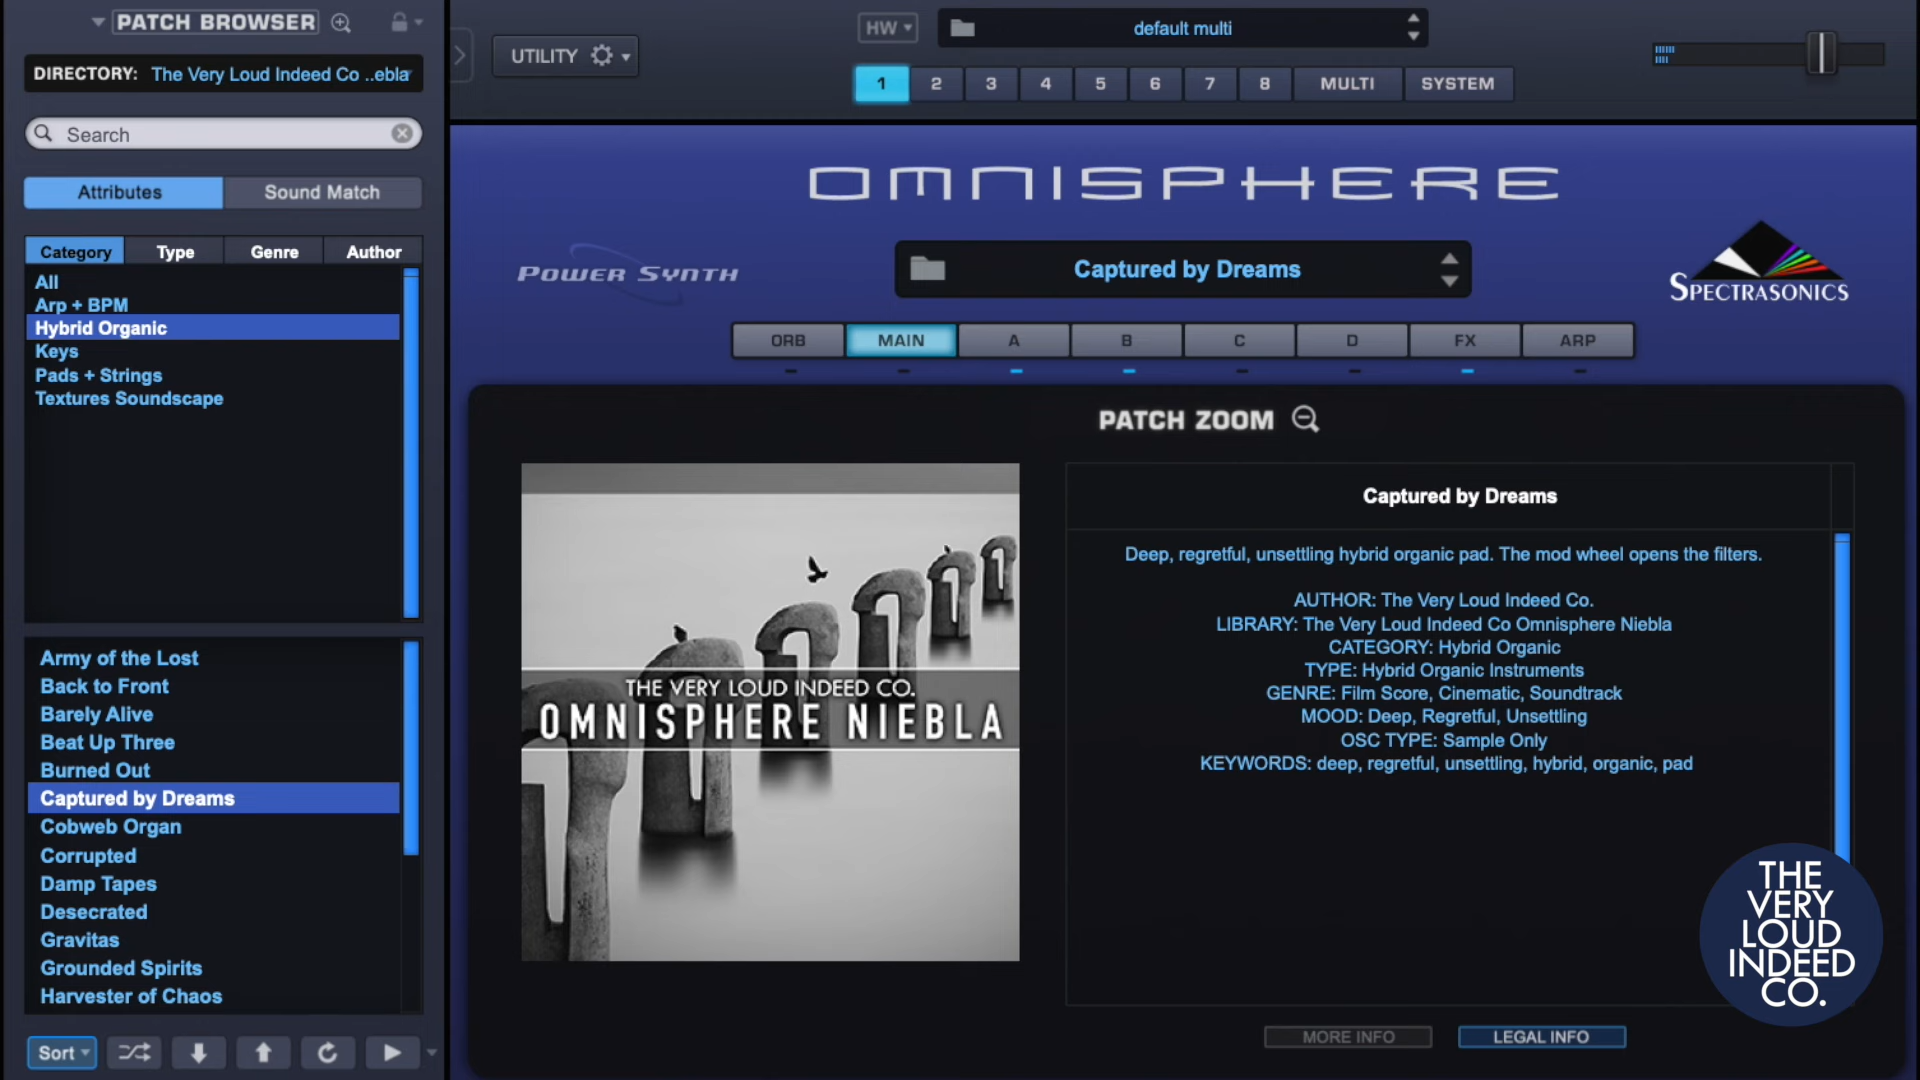 PATCH BROWSER
DIRECTORY: The Very Loud Indeed Co ..ebla
Search
Attributes
Sound Match
Category
Type
Genre
Author
All
Arp + BPM
Hybrid Organic
Keys
Pads + Strings
Textures Soundscape
Army of the Lost
Back to Front
Barely Alive
Beat Up Three
Burned Out
Captured by Dreams
Cobweb Organ
Corrupted
Damp Tapes
Desecrated
Gravitas
Grounded Spirits
Harvester of Chaos
Sort
UTILITY
HW
default multi
1
2
3
4
5
6
7
8
MULTI
SYSTEM
OMNISPHERE
POWER SYNTH
Captured by Dreams
SPECTRASONICS
ORB
MAIN
A
B
C
D
FX
ARP
PATCH ZOOM
THE VERY LOUD INDEED CO.
OMNISPHERE NIEBLA
Captured by Dreams
Deep, regretful, unsettling hybrid organic pad. The mod wheel opens the filters.
AUTHOR: The Very Loud Indeed Co.
LIBRARY: The Very Loud Indeed Co Omnisphere Niebla
CATEGORY: Hybrid Organic
TYPE: Hybrid Organic Instruments
GENRE: Film Score, Cinematic, Soundtrack
MOOD: Deep, Regretful, Unsettling
OSC TYPE: Sample Only
KEYWORDS: deep, regretful, unsettling, hybrid, organic, pad
MORE INFO
LEGAL INFO
THE
VERY
LOUD
INDEED
CO.